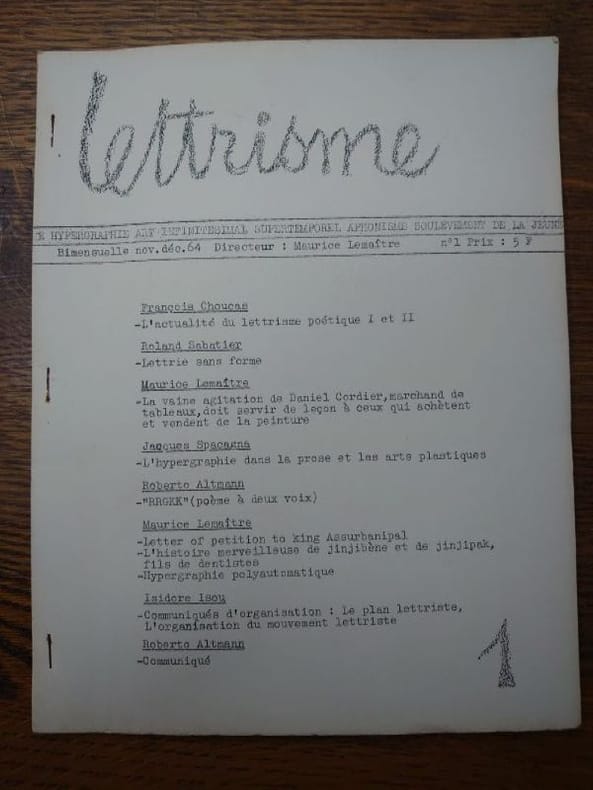 lettrisme
E HYPERGRAPHIE ART INFINITESIMAL SUPERTEMPOREL APHONISME SOULEVEMENT DE LA JEUNE
Bimensuelle nov.déc.64 Directeur : Maurice Lemaître n°1 Prix : 5 F
François Choucas
-L'actualité du lettrisme poétique I et II
Roland Sabatier
-Lettrie sans forme
Maurice Lemaître
-La vaine agitation de Daniel Cordier,marchand de
tableaux,doit servir de leçon à ceux qui achètent
et vendent de la peinture
Jacques Spacagna
-L'hypergraphie dans la prose et les arts plastiques
Roberto Altmann
-"RRGKK"(poème à deux voix)
Maurice Lemaître
-Letter of petition to king Assurbanipal
-L'histoire merveilleuse de jinjibène et de jinjipak,
fils de dentistes
-Hypergraphie polyautomatique
Isidore Isou
-Communiqués d'organisation : Le plan lettriste,
L'organisation du mouvement lettriste
Roberto Altmann
-Communiqué
1